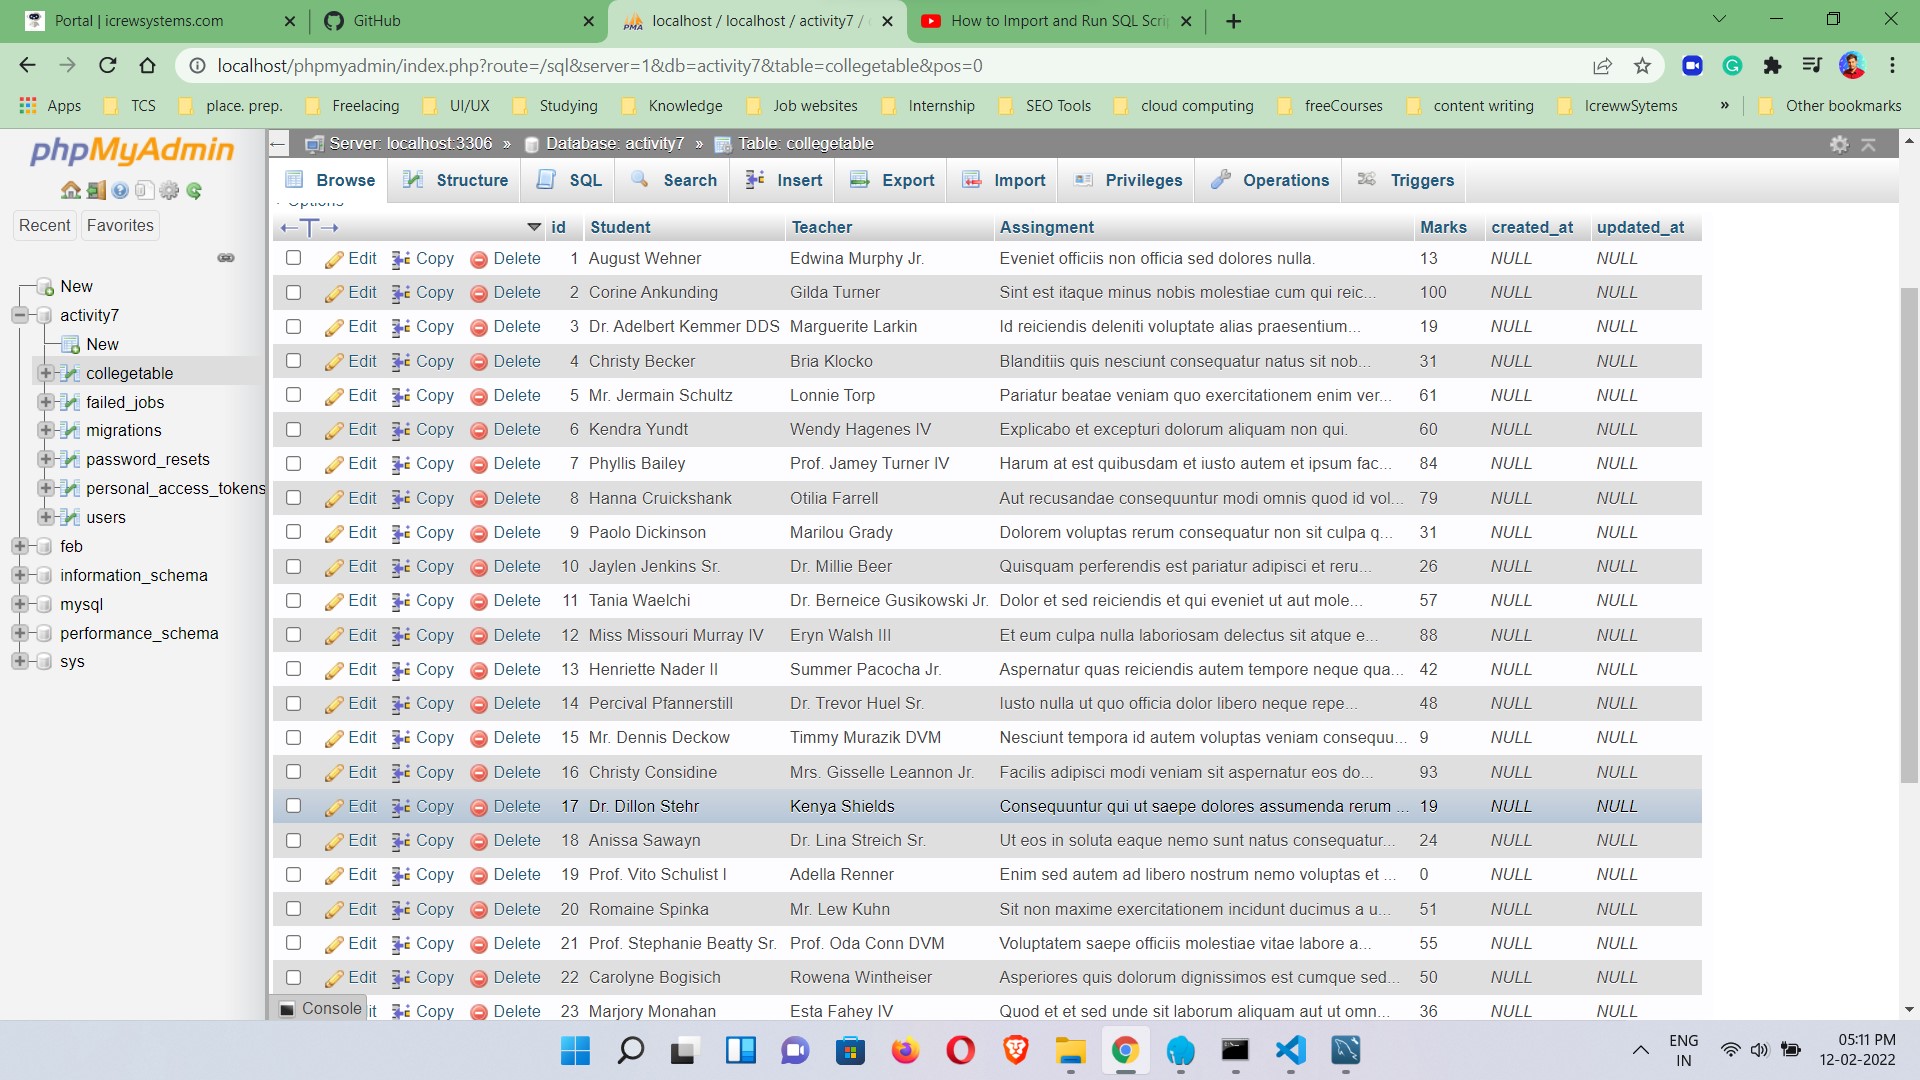 Portal | icrewsystems.com
GitHub
localhost / localhost / activity7 /
How to Import and Run SQL Scri
localhost/phpmyadmin/index.php?route=/sql&server=1&db=activity7&table=collegetable&pos=0
Apps TCS place. prep. Freelacing UI/UX Studying Knowledge Job websites Internship SEO Tools cloud computing freeCourses content writing IcrewwSytems » Other bookmarks
phpMyAdmin
Recent Favorites
New
activity7
New
collegetable
failed_jobs
migrations
password_resets
personal_access_tokens
users
feb
information_schema
mysql
performance_schema
sys
Server: localhost:3306 » Database: activity7 » Table: collegetable
Browse Structure SQL Search Insert Export Import Privileges Operations Triggers
Options
←T→ id Student Teacher Assingment Marks created_at updated_at
Edit Copy Delete 1 August Wehner Edwina Murphy Jr. Eveniet officiis non officia sed dolores nulla. 13 NULL NULL
Edit Copy Delete 2 Corine Ankunding Gilda Turner Sint est itaque minus nobis molestiae cum qui reic... 100 NULL NULL
Edit Copy Delete 3 Dr. Adelbert Kemmer DDS Marguerite Larkin Id reiciendis deleniti voluptate alias praesentium... 19 NULL NULL
Edit Copy Delete 4 Christy Becker Bria Klocko Blanditiis quis nesciunt consequatur natus sit nob... 31 NULL NULL
Edit Copy Delete 5 Mr. Jermain Schultz Lonnie Torp Pariatur beatae veniam quo exercitationem enim ver... 61 NULL NULL
Edit Copy Delete 6 Kendra Yundt Wendy Hagenes IV Explicabo et excepturi dolorum aliquam non qui. 60 NULL NULL
Edit Copy Delete 7 Phyllis Bailey Prof. Jamey Turner IV Harum at est quibusdam et iusto autem et ipsum fac... 84 NULL NULL
Edit Copy Delete 8 Hanna Cruickshank Otilia Farrell Aut recusandae consequuntur modi omnis quod id vol... 79 NULL NULL
Edit Copy Delete 9 Paolo Dickinson Marilou Grady Dolorem voluptas rerum consequatur non sit culpa q... 31 NULL NULL
Edit Copy Delete 10 Jaylen Jenkins Sr. Dr. Millie Beer Quisquam perferendis est pariatur adipisci et reru... 26 NULL NULL
Edit Copy Delete 11 Tania Waelchi Dr. Berneice Gusikowski Jr. Dolor et sed reiciendis et qui eveniet ut aut mole... 57 NULL NULL
Edit Copy Delete 12 Miss Missouri Murray IV Eryn Walsh III Et eum culpa nulla laboriosam delectus sit atque e... 88 NULL NULL
Edit Copy Delete 13 Henriette Nader II Summer Pacocha Jr. Aspernatur quas reiciendis autem tempore neque qua... 42 NULL NULL
Edit Copy Delete 14 Percival Pfannerstill Dr. Trevor Huel Sr. Iusto nulla ut quo officia dolor libero neque repe... 48 NULL NULL
Edit Copy Delete 15 Mr. Dennis Deckow Timmy Murazik DVM Nesciunt tempora id autem voluptas veniam consequu... 9 NULL NULL
Edit Copy Delete 16 Christy Considine Mrs. Gisselle Leannon Jr. Facilis adipisci modi veniam sit aspernatur eos do... 93 NULL NULL
Edit Copy Delete 17 Dr. Dillon Stehr Kenya Shields Consequuntur qui ut saepe dolores assumenda rerum ... 19 NULL NULL
Edit Copy Delete 18 Anissa Sawayn Dr. Lina Streich Sr. Ut eos in soluta eaque nemo sunt natus consequatur... 24 NULL NULL
Edit Copy Delete 19 Prof. Vito Schulist I Adella Renner Enim sed autem ad libero nostrum nemo voluptas et ... 0 NULL NULL
Edit Copy Delete 20 Romaine Spinka Mr. Lew Kuhn Sit non maxime exercitationem incidunt ducimus a u... 51 NULL NULL
Edit Copy Delete 21 Prof. Stephanie Beatty Sr. Prof. Oda Conn DVM Voluptatem saepe officiis molestiae vitae labore a... 55 NULL NULL
Edit Copy Delete 22 Carolyne Bogisich Rowena Wintheiser Asperiores quis dolorum dignissimos est cumque sed... 50 NULL NULL
Console it Copy Delete 23 Marjory Monahan Esta Fahey IV Quod et et sed unde sit laborum aliquam aut ut omn... 36 NULL NULL
ENG
IN
05:11 PM
12-02-2022